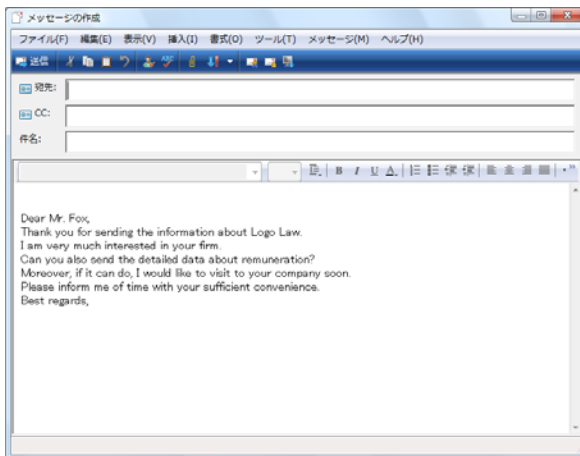 メッセージの作成
ファイル(F) 編集(E) 表示(V) 挿入(I) 書式(O) ツール(T) メッセージ(M) ヘルプ(H)
送信
宛先:
CC:
件名:
B I U A
Dear Mr. Fox,
Thank you for sending the information about Logo Law.
I am very much interested in your firm.
Can you also send the detailed data about remuneration?
Moreover, if it can do, I would like to visit to your company soon.
Please inform me of time with your sufficient convenience.
Best regards,